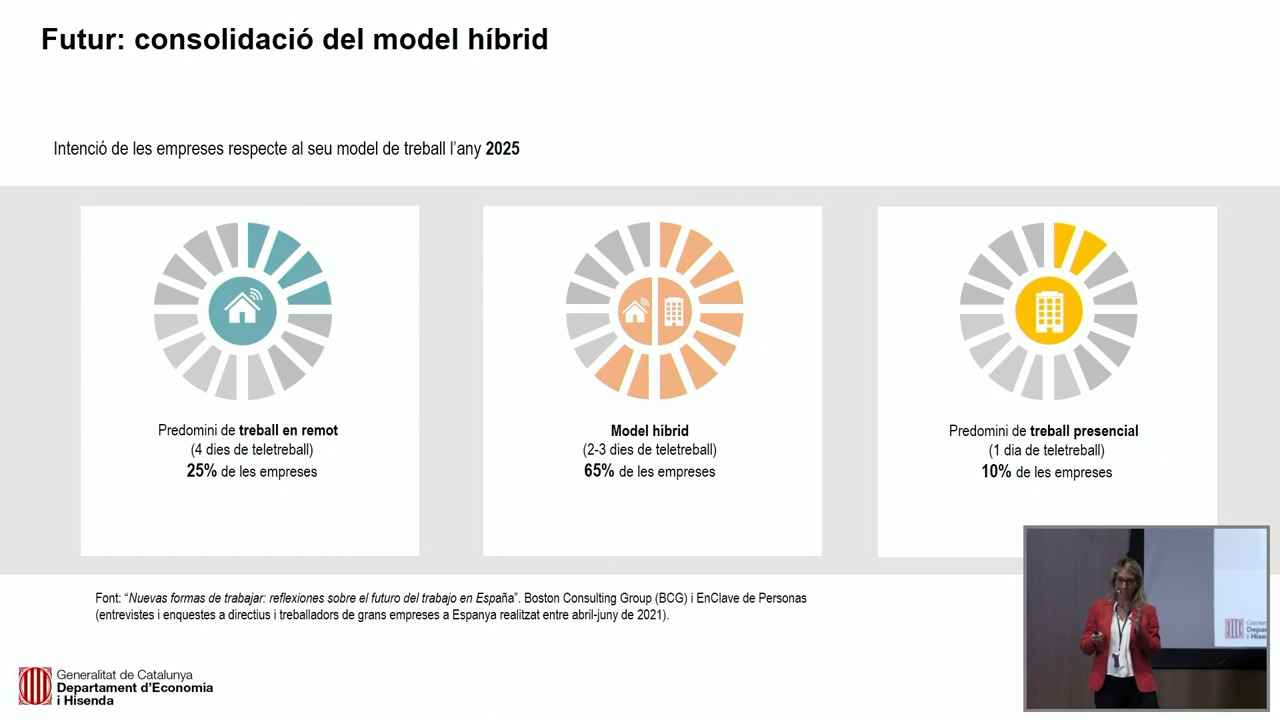 Futur: consolidació del model híbrid
Intenció de les empreses respecte al seu model de treball l'any 2025
Predomini de treball en remot
(4 dies de teletreball)
25% de les empreses
Model híbrid
(2-3 dies de teletreball)
65% de les empreses
Predomini de treball presencial
(1 dia de teletreball)
10% de les empreses
Font: "Nuevas formas de trabajar: reflexiones sobre el futuro del trabajo en España". Boston Consulting Group (BCG) i EnClave de Personas
(entrevistes i enquestes a directius i treballadors de grans empreses a Espanya realitzat entre abril-juny de 2021).
Generalitat de Catalunya
Departament d'Economia
i Hisenda